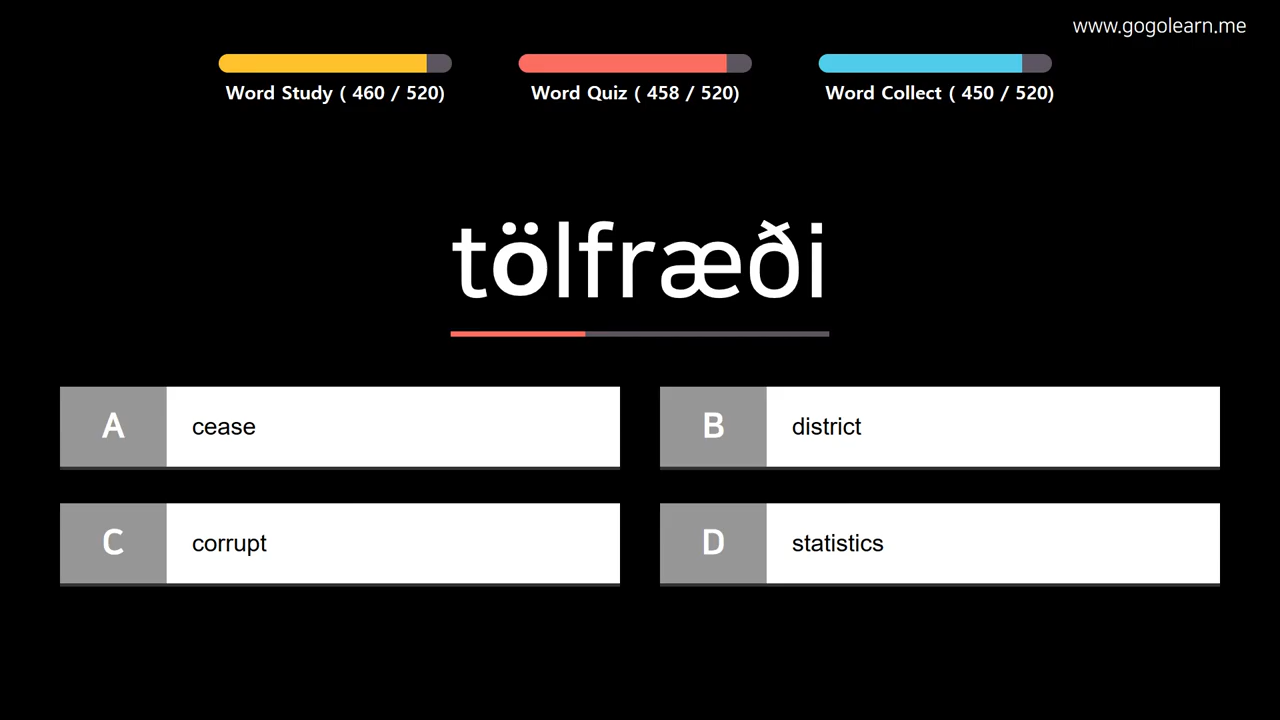 www.gogolearn.me
Word Study ( 460 / 520)
Word Quiz ( 458 / 520)
Word Collect ( 450 / 520)
tölfræði
A
cease
B
district
C
corrupt
D
statistics